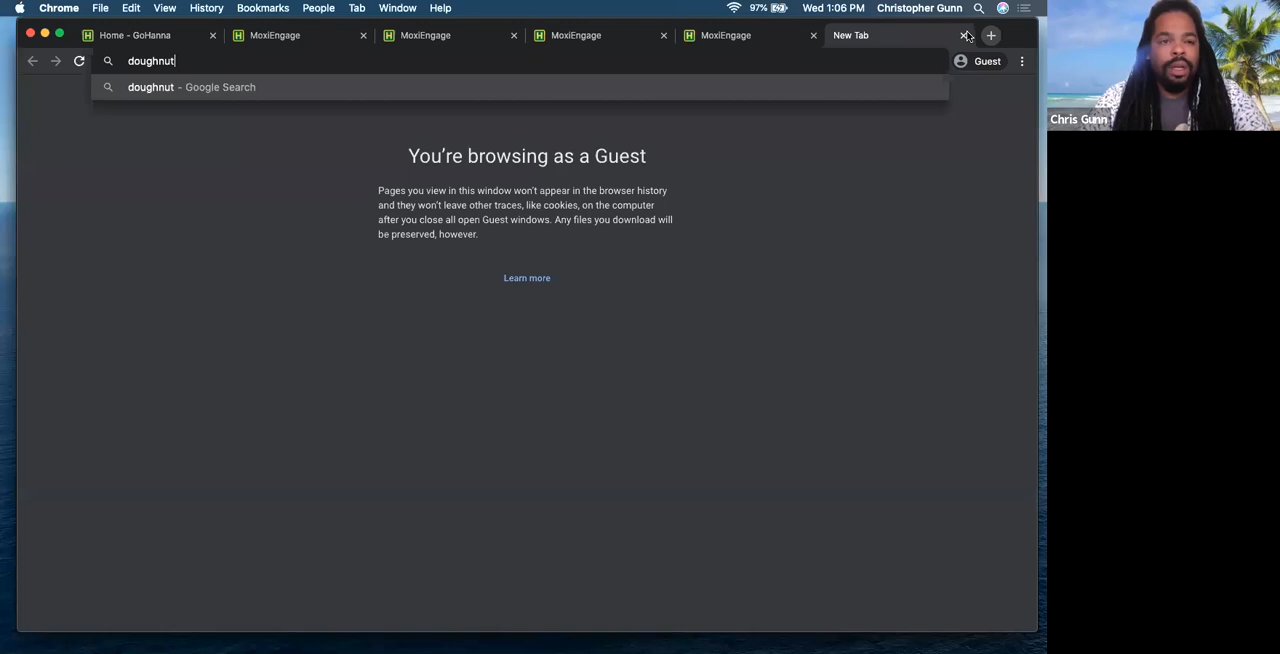 Chrome File Edit View History Bookmarks People Tab Window Help 97% Wed 1:06 PM Christopher Gunn
Home - GoHanna MoxiEngage MoxiEngage MoxiEngage MoxiEngage New Tab
doughnut Guest
doughnut - Google Search
Chris Gunn
You're browsing as a Guest
Pages you view in this window won't appear in the browser history
and they won't leave other traces, like cookies, on the computer
after you close all open Guest windows. Any files you download will
be preserved, however.
Learn more